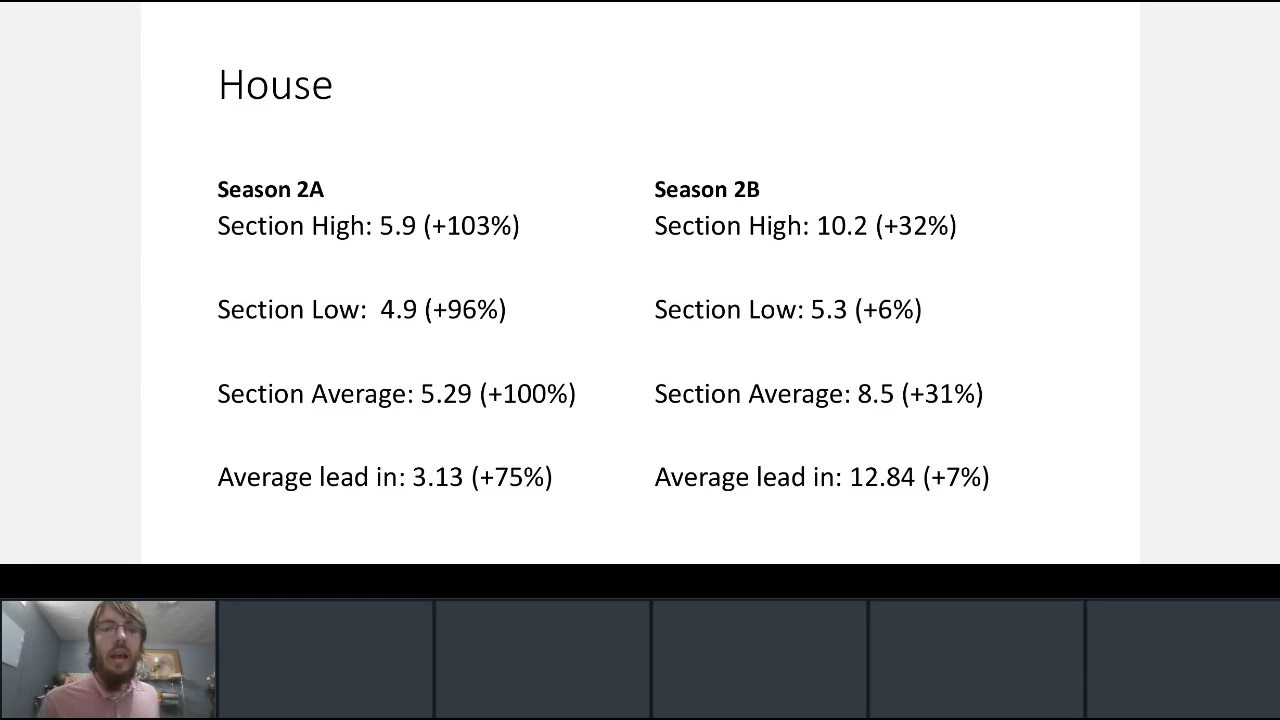 House
Season 2A
Section High: 5.9 (+103%)
Section Low:  4.9 (+96%)
Section Average: 5.29 (+100%)
Average lead in: 3.13 (+75%)
Season 2B
Section High: 10.2 (+32%)
Section Low: 5.3 (+6%)
Section Average: 8.5 (+31%)
Average lead in: 12.84 (+7%)